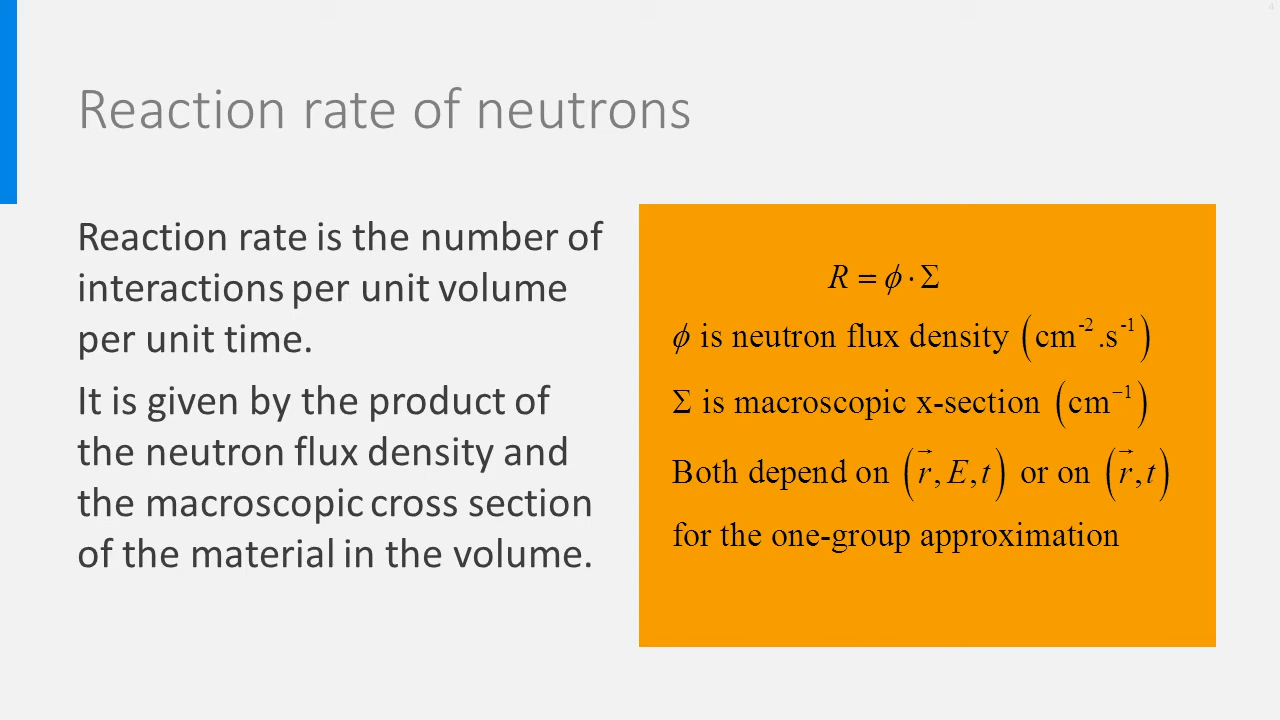 4
Reaction rate of neutrons
Reaction rate is the number of
interactions per unit volume
per unit time.
It is given by the product of
the neutron flux density and
the macroscopic cross section
of the material in the volume.
R = ϕ · Σ
ϕ is neutron flux density (cm⁻².s⁻¹)
Σ is macroscopic x-section (cm⁻¹)
Both depend on (r⃗, E, t) or on (r⃗, t)
for the one-group approximation